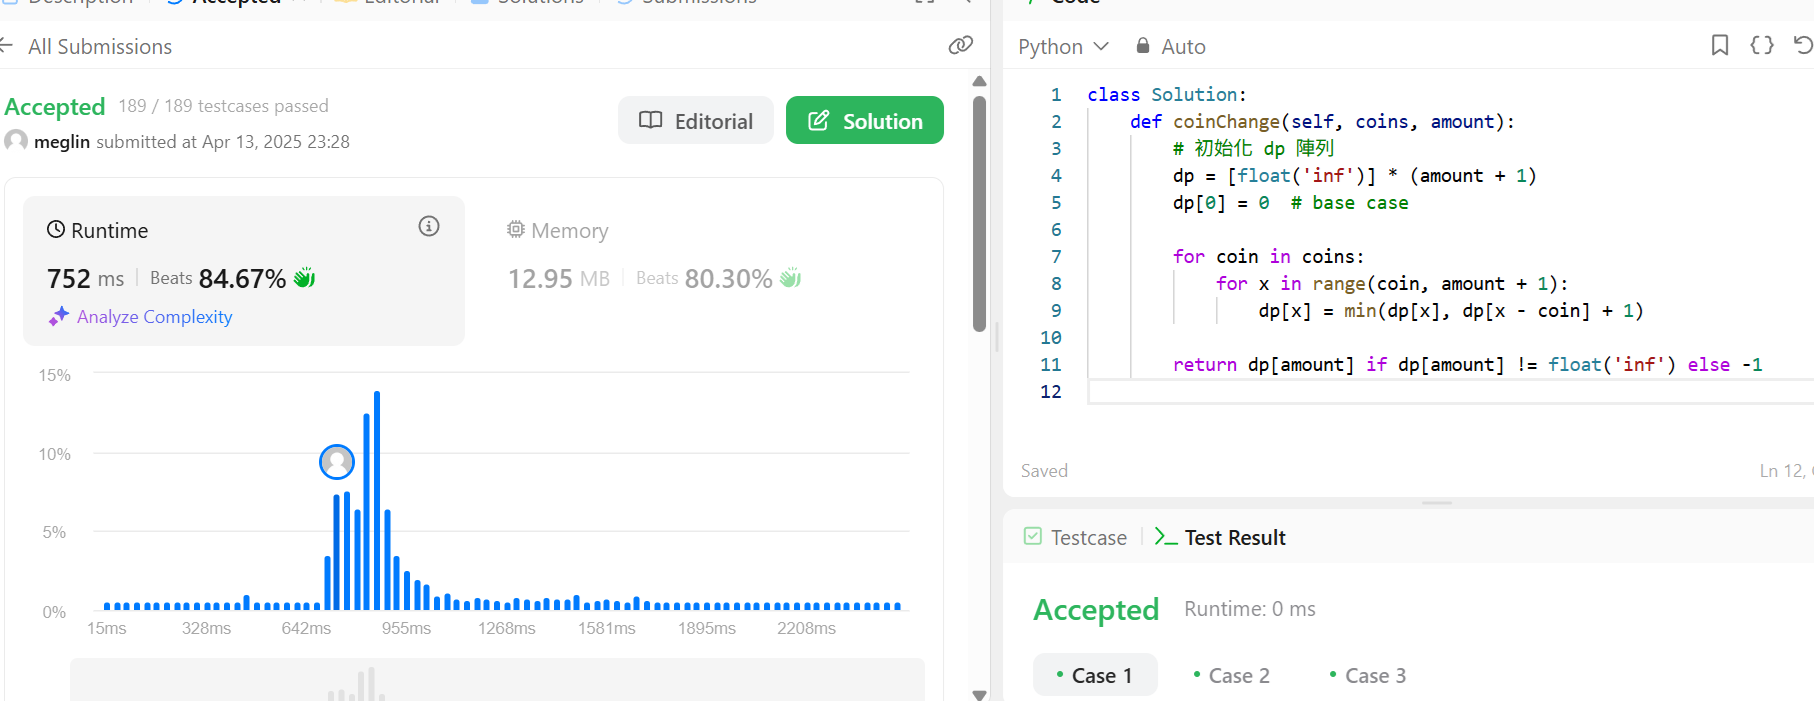 Description
Accepted
Editorial
Solutions
Submissions
All Submissions
Accepted 189 / 189 testcases passed
meglin submitted at Apr 13, 2025 23:28
Editorial
Solution
Runtime
752 ms | Beats 84.67%
Analyze Complexity
Memory
12.95 MB | Beats 80.30%
15%
10%
5%
0%
15ms 328ms 642ms 955ms 1268ms 1581ms 1895ms 2208ms
Code
Python Auto
1 class Solution:
2     def coinChange(self, coins, amount):
3         # 初始化 dp 陣列
4         dp = [float('inf')] * (amount + 1)
5         dp[0] = 0  # base case
6
7         for coin in coins:
8             for x in range(coin, amount + 1):
9                 dp[x] = min(dp[x], dp[x - coin] + 1)
10
11         return dp[amount] if dp[amount] != float('inf') else -1
12
Saved
Ln 12,
Testcase | Test Result
Accepted Runtime: 0 ms
Case 1 Case 2 Case 3